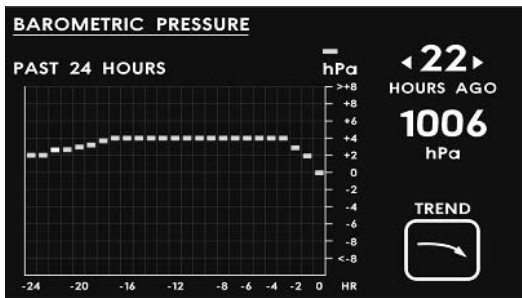 BAROMETRIC PRESSURE
PAST 24 HOURS
hPa
>+8
+8
+6
+4
+2
0
-2
-4
-6
-8
<-8
-24 -20 -16 -12 -8 -6 -4 -2 0 HR
22
HOURS AGO
1006
hPa
TREND